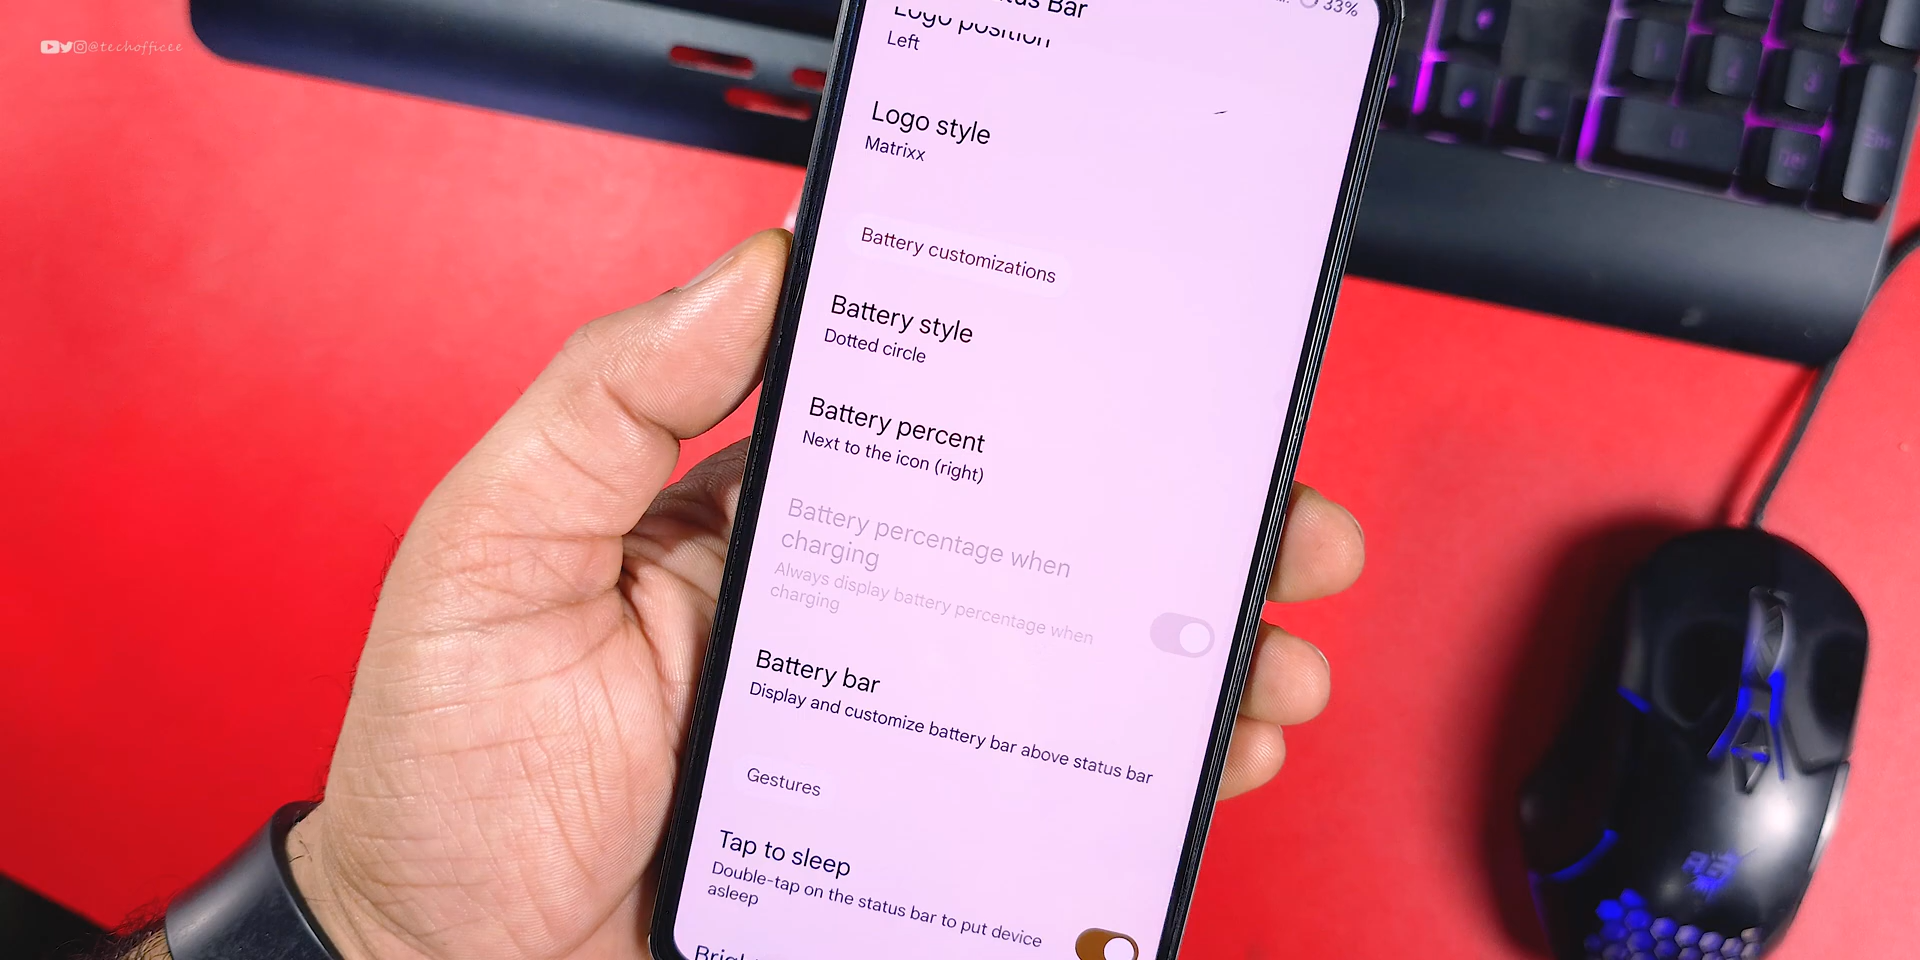 @techofficee
Bar
33%
Logo position
Left
Logo style
Matrixx
Battery customizations
Battery style
Dotted circle
Battery percent
Next to the icon (right)
Battery percentage when
charging
Always display battery percentage when
charging
Battery bar
Display and customize battery bar above status bar
Gestures
Tap to sleep
Double-tap on the status bar to put device
asleep